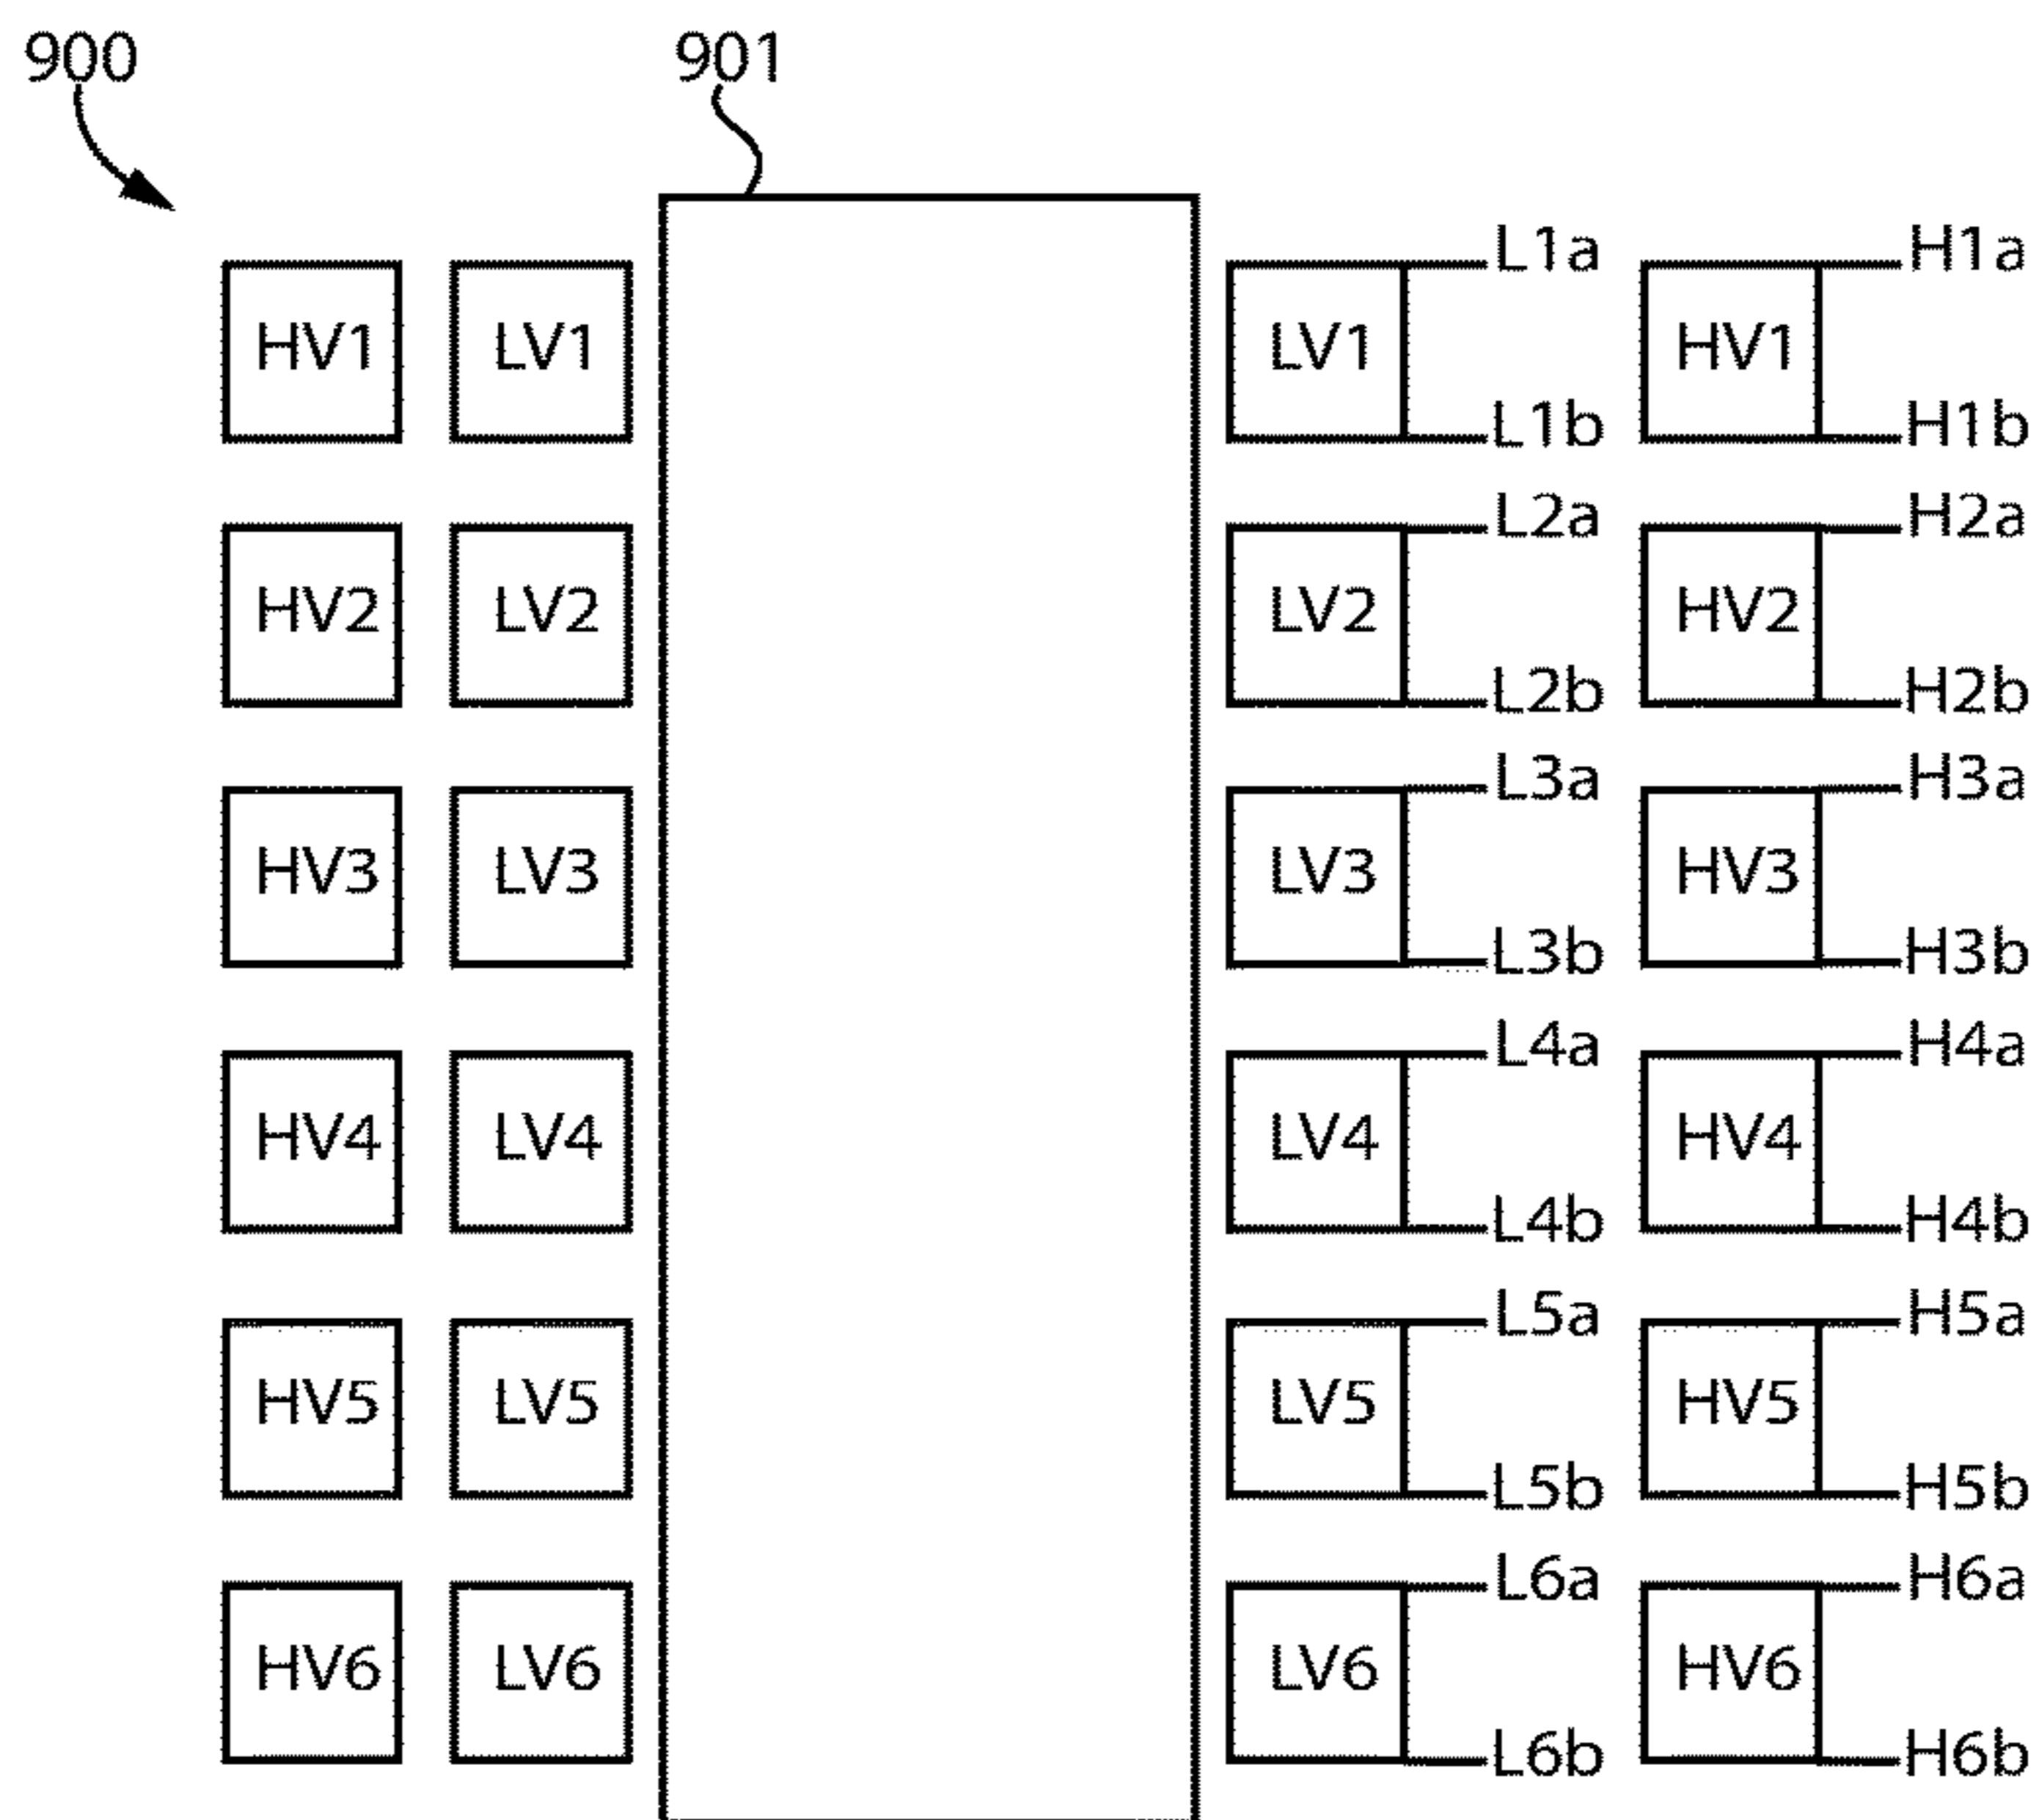 900 901
L1a H1a
HV1 LV1 LV1 HV1
L1b H1b
L2a H2a
HV2 LV2 LV2 HV2
L2b H2b
L3a H3a
HV3 LV3 LV3 HV3
L3b H3b
L4a H4a
HV4 LV4 LV4 HV4
L4b H4b
L5a H5a
HV5 LV5 LV5 HV5
L5b H5b
L6a H6a
HV6 LV6 LV6 HV6
L6b H6b